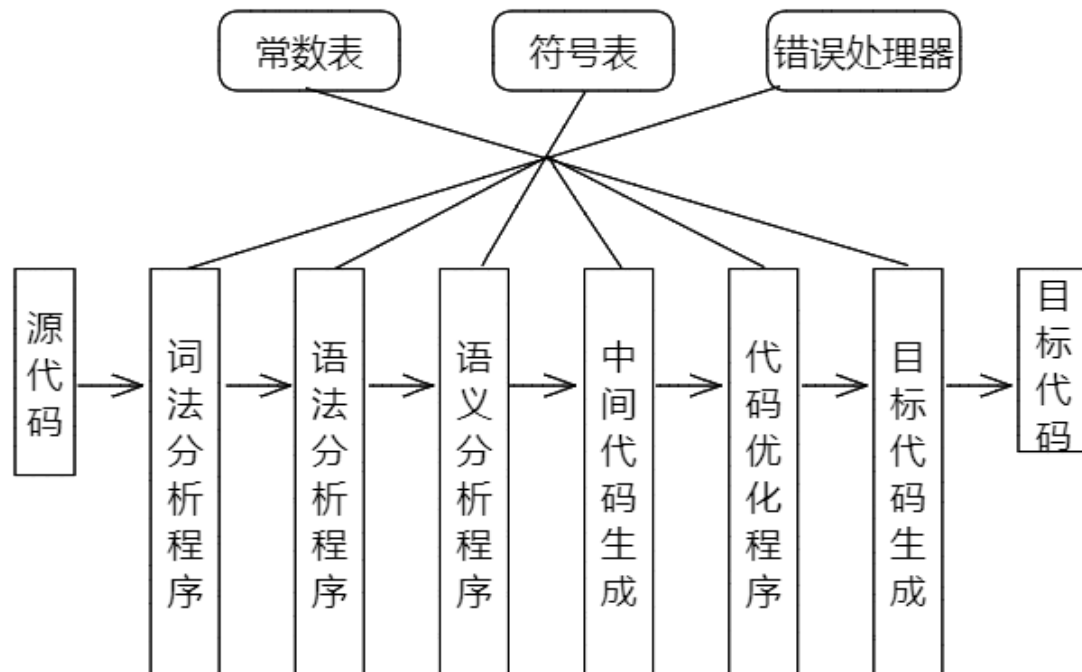 常数表
符号表
错误处理器
源代码
词法分析程序
语法分析程序
语义分析程序
中间代码生成
代码优化程序
目标代码生成
目标代码